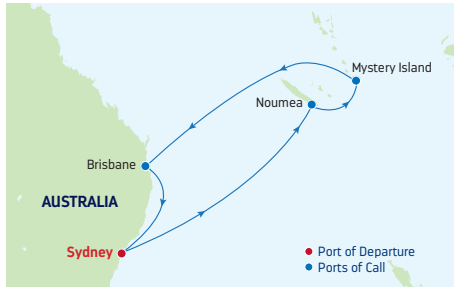 Mystery Island
Noumea
Brisbane
AUSTRALIA
Sydney
Port of Departure
Ports of Call